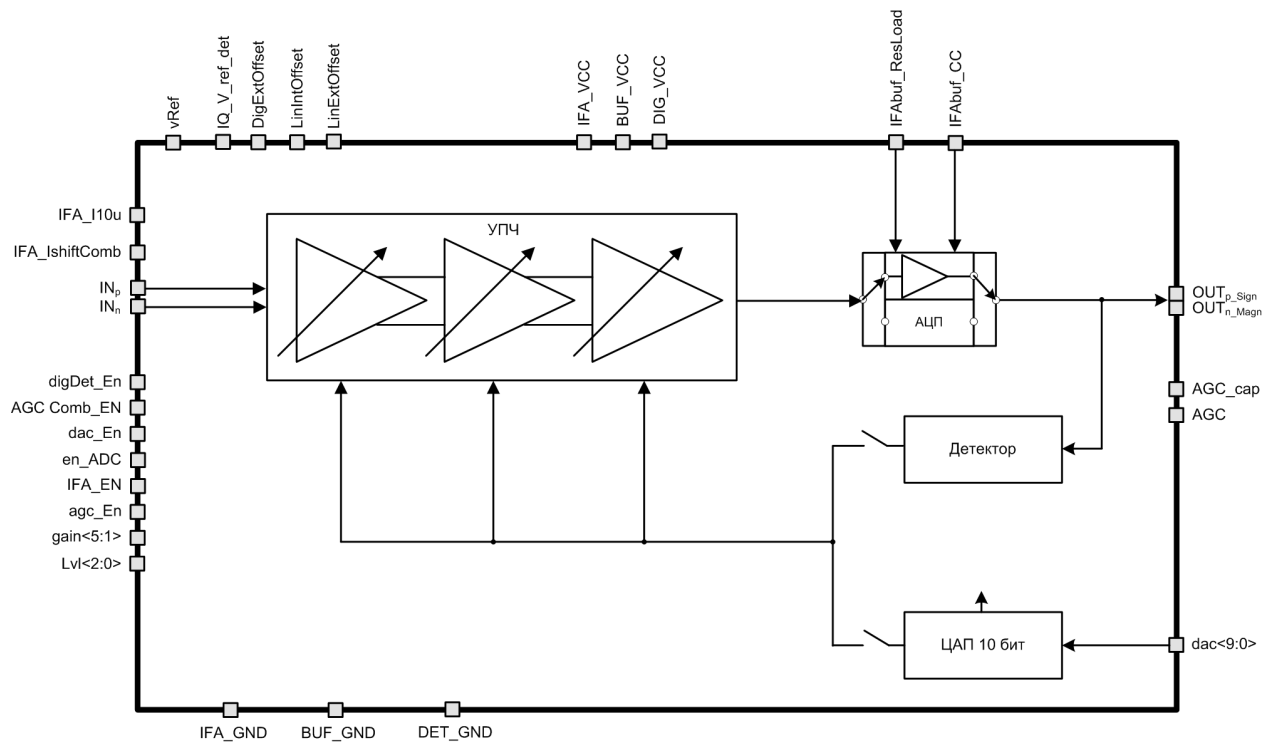 vRef
IQ_V_ref_det
DigExtOffset
LinIntOffset
LinExtOffset
IFA_VCC
BUF_VCC
DIG_VCC
IFAbuf_ResLoad
IFAbuf_CC
IFA_I10u
IFA_IshiftComb
INp
INn
digDet_En
AGC Comb_EN
dac_En
en_ADC
IFA_EN
agc_En
gain<5:1>
Lvl<2:0>
УПЧ
АЦП
Детектор
ЦАП 10 бит
OUTp_Sign
OUTn_Magn
AGC_cap
AGC
dac<9:0>
IFA_GND
BUF_GND
DET_GND